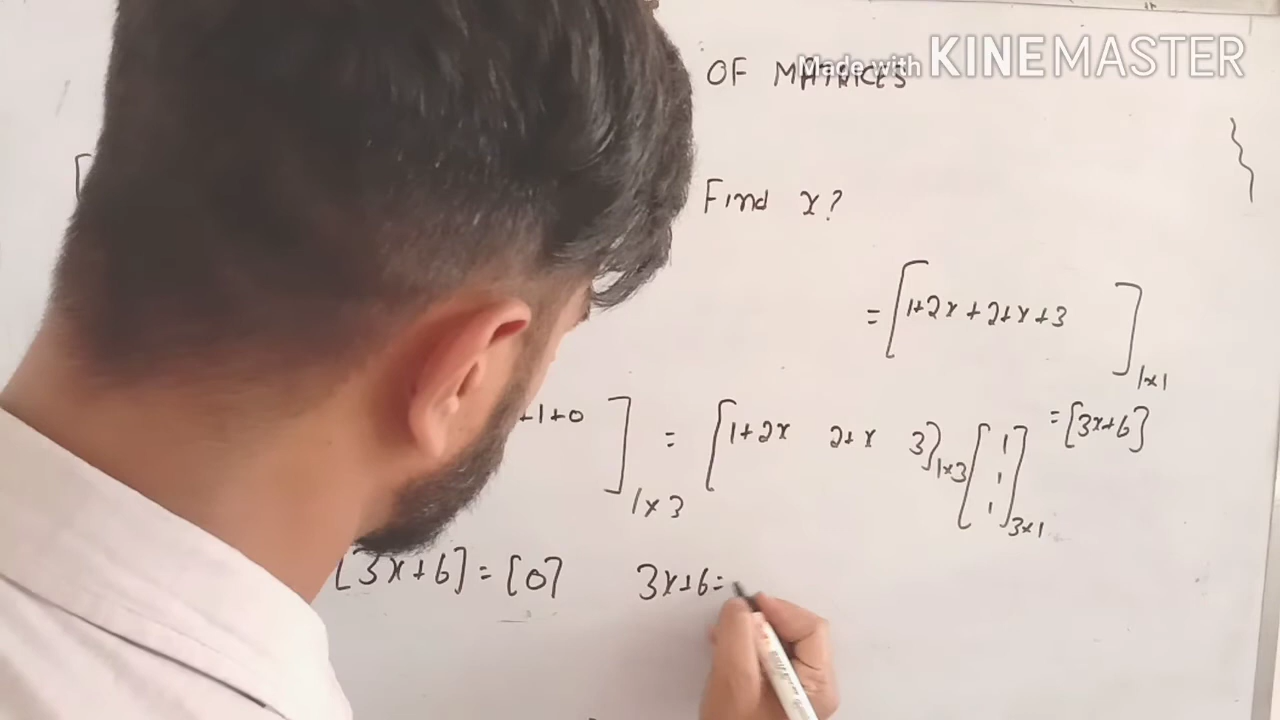 Made with KINEMASTER
OF MATRICES
Find x?
= [1+2x+2+x+3]1x1
+1+0]1x3 = [1+2x 2+x 3]1x3 [1 1 1]3x1 = [3x+6]
[3x+6] = [0] 3x+6=